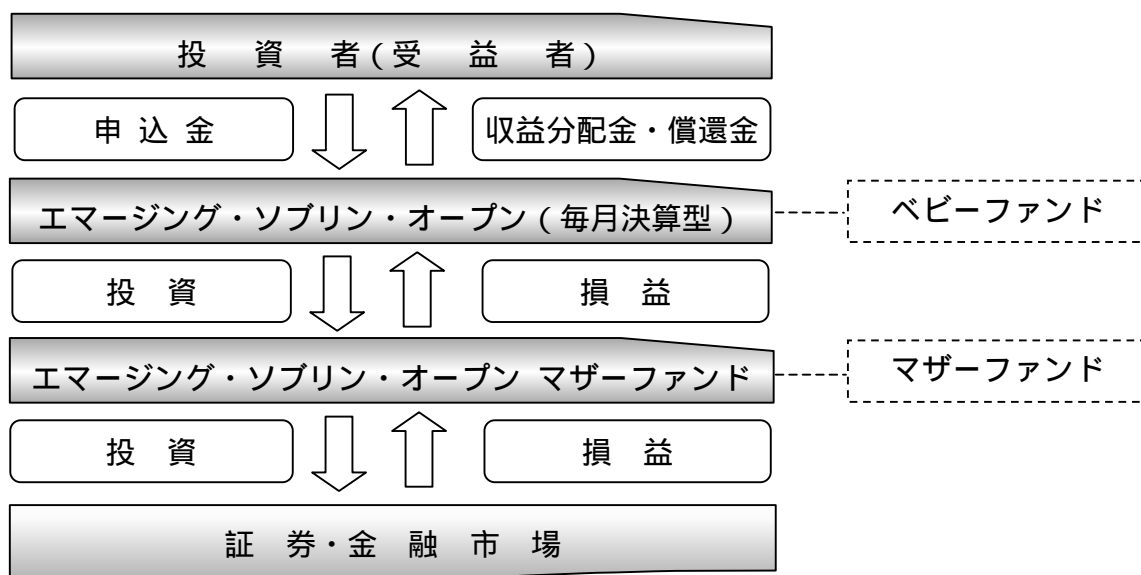 投 資 者(受 益 者)
申 込 金
収益分配金・償還金
エマージング・ソブリン・オープン(毎月決算型)
ベビーファンド
投 資
損 益
エマージング・ソブリン・オープン マザーファンド
マザーファンド
投 資
損 益
証 券・金 融 市 場